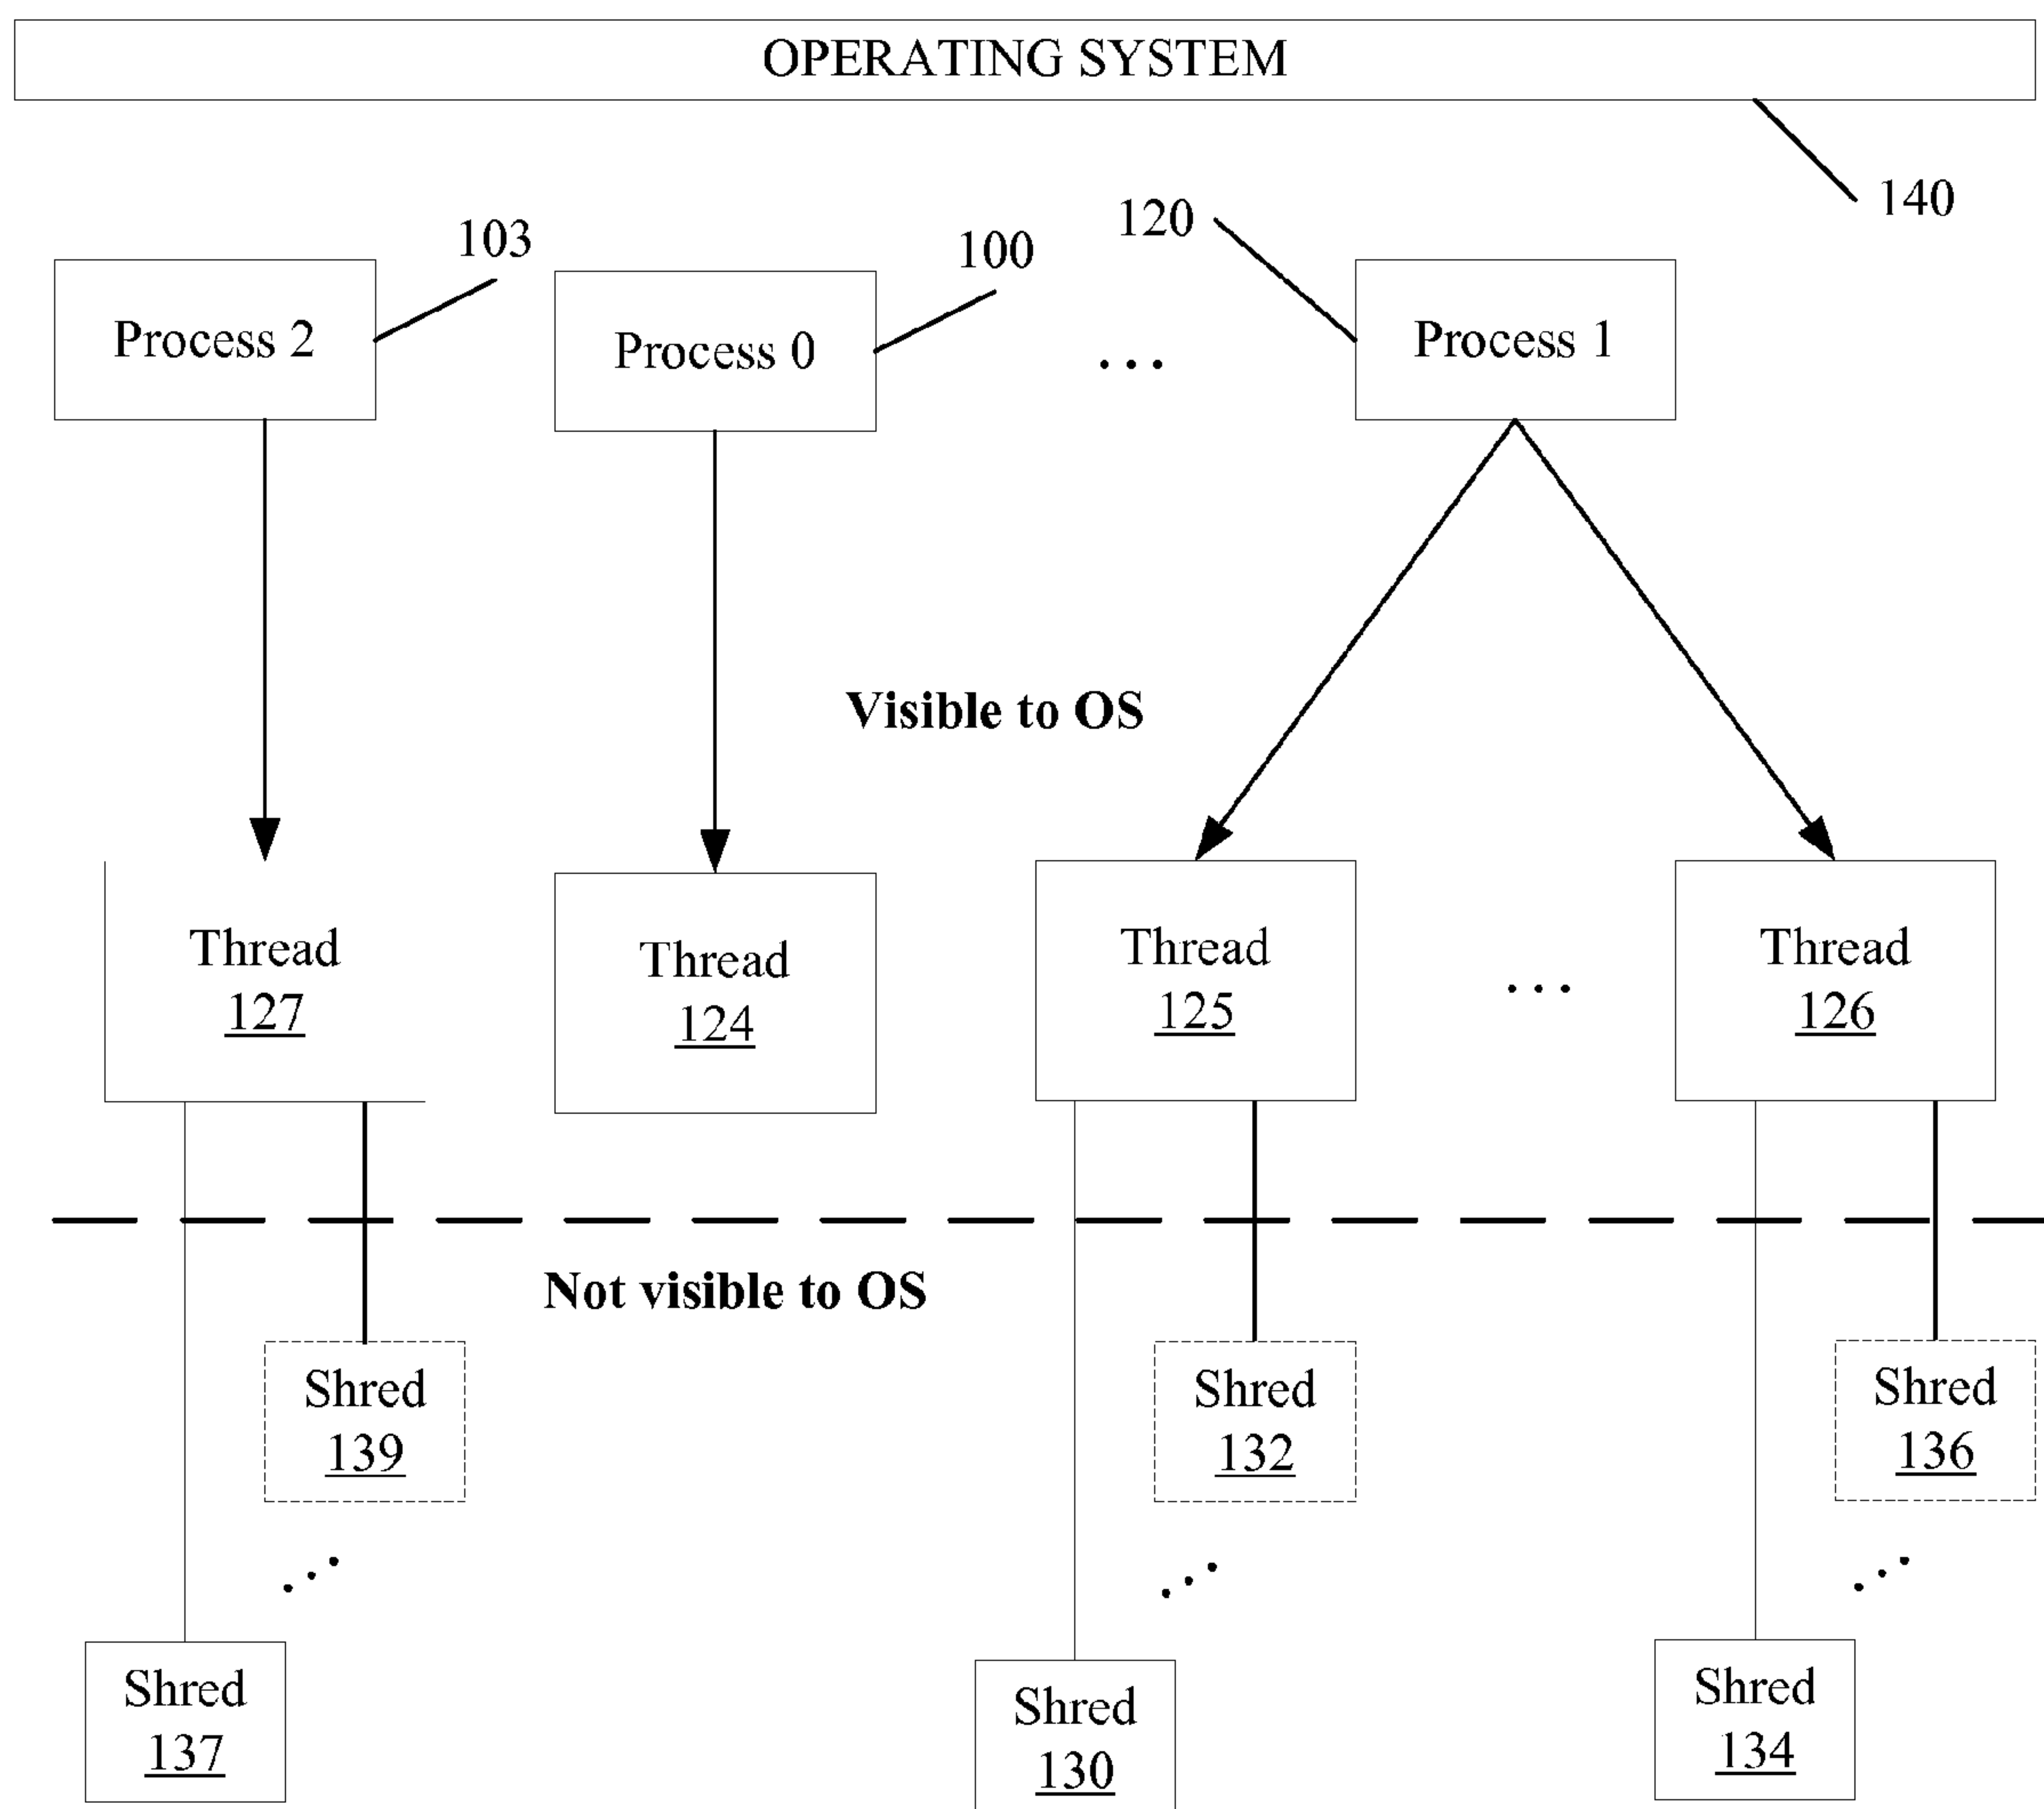 OPERATING SYSTEM
140
103
100
120
Process 2
Process 0
...
Process 1
Visible to OS
Thread
127
Thread
124
Thread
125
...
Thread
126
Not visible to OS
Shred
139
Shred
132
Shred
136
...
...
...
Shred
137
Shred
130
Shred
134